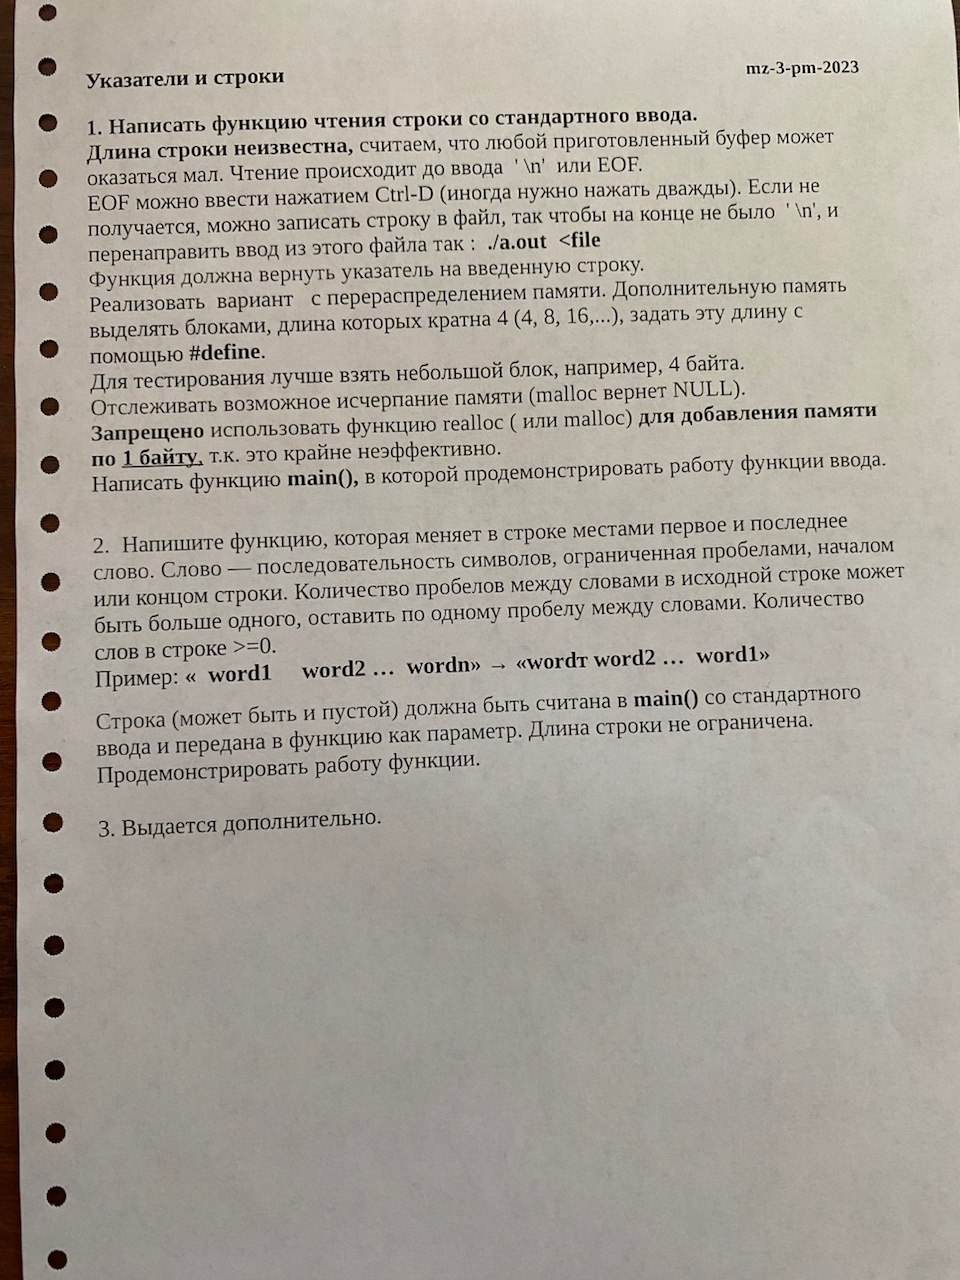 Указатели и строки
mz-3-pm-2023
1. Написать функцию чтения строки со стандартного ввода.
Длина строки неизвестна, считаем, что любой приготовленный буфер может
оказаться мал. Чтение происходит до ввода ' \n' или EOF.
EOF можно ввести нажатием Ctrl-D (иногда нужно нажать дважды). Если не
получается, можно записать строку в файл, так чтобы на конце не было ' \n', и
перенаправить ввод из этого файла так : ./a.out <file
Функция должна вернуть указатель на введенную строку.
Реализовать вариант с перераспределением памяти. Дополнительную память
выделять блоками, длина которых кратна 4 (4, 8, 16,...), задать эту длину с
помощью #define.
Для тестирования лучше взять небольшой блок, например, 4 байта.
Отслеживать возможное исчерпание памяти (malloc вернет NULL).
Запрещено использовать функцию realloc ( или malloc) для добавления памяти
по 1 байту, т.к. это крайне неэффективно.
Написать функцию main(), в которой продемонстрировать работу функции ввода.
2. Напишите функцию, которая меняет в строке местами первое и последнее
слово. Слово — последовательность символов, ограниченная пробелами, началом
или концом строки. Количество пробелов между словами в исходной строке может
быть больше одного, оставить по одному пробелу между словами. Количество
слов в строке >=0.
Пример: « word1 word2 … wordn» → «wordт word2 … word1»
Строка (может быть и пустой) должна быть считана в main() со стандартного
ввода и передана в функцию как параметр. Длина строки не ограничена.
Продемонстрировать работу функции.
3. Выдается дополнительно.